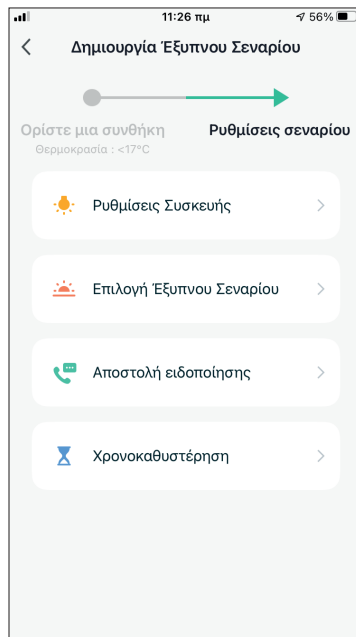 11:26 πμ
56%
Δημιουργία Έξυπνου Σεναρίου
Ορίστε μια συνθήκη
Ρυθμίσεις σεναρίου
Θερμοκρασία : <17°C
Ρυθμίσεις Συσκευής
Επιλογή Έξυπνου Σεναρίου
Αποστολή ειδοποίησης
Χρονοκαθυστέρηση